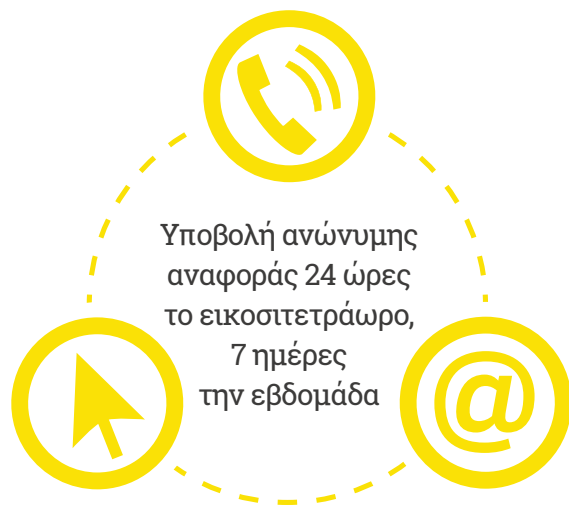 Υποβολή ανώνυμης
αναφοράς 24 ώρες
το εικοσιτετράωρο,
7 ημέρες
την εβδομάδα
@